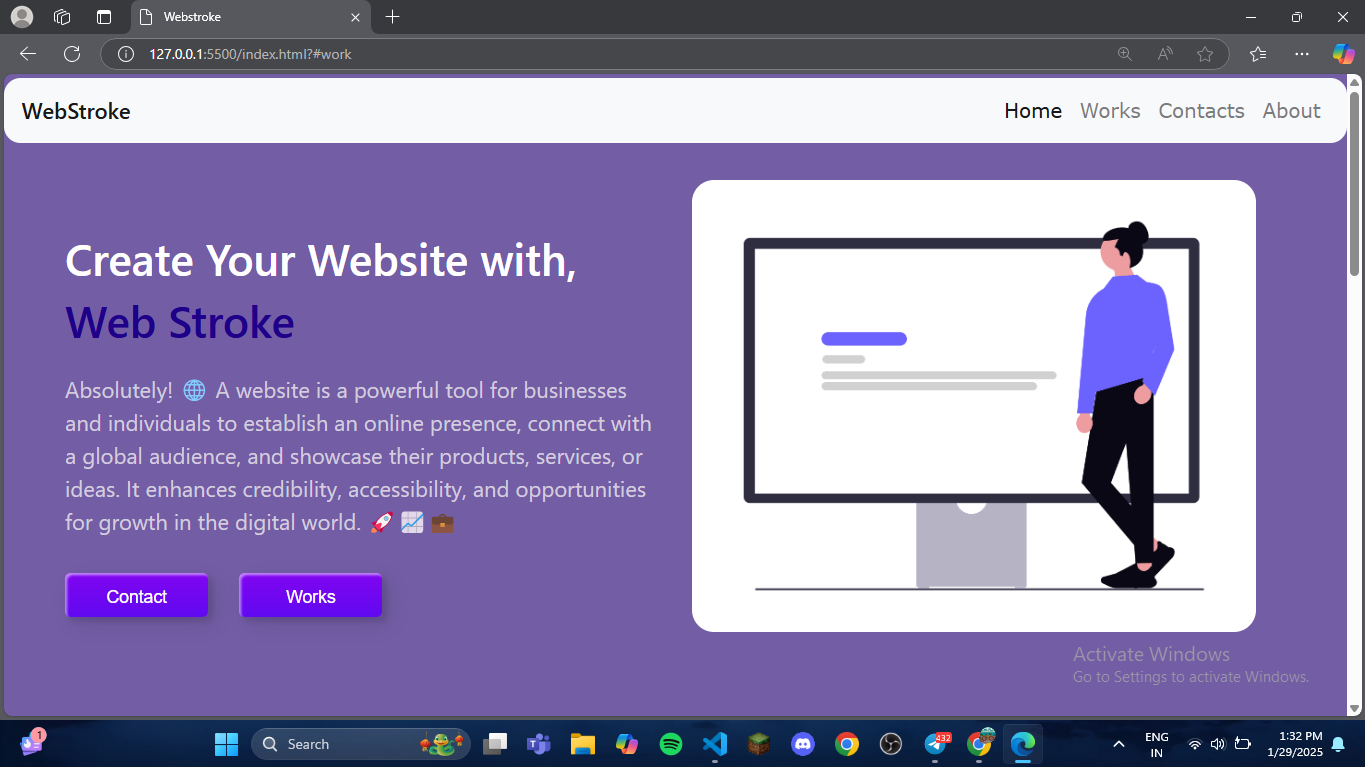 Webstroke
127.0.0.1:5500/index.html?#work
WebStroke
Home Works Contacts About
Create Your Website with,
Web Stroke
Absolutely! 🌐 A website is a powerful tool for businesses
and individuals to establish an online presence, connect with
a global audience, and showcase their products, services, or
ideas. It enhances credibility, accessibility, and opportunities
for growth in the digital world. 🚀 📈 💼
Contact Works
Activate Windows
Go to Settings to activate Windows.
1
Search
432
ENG
IN
1:32 PM
1/29/2025